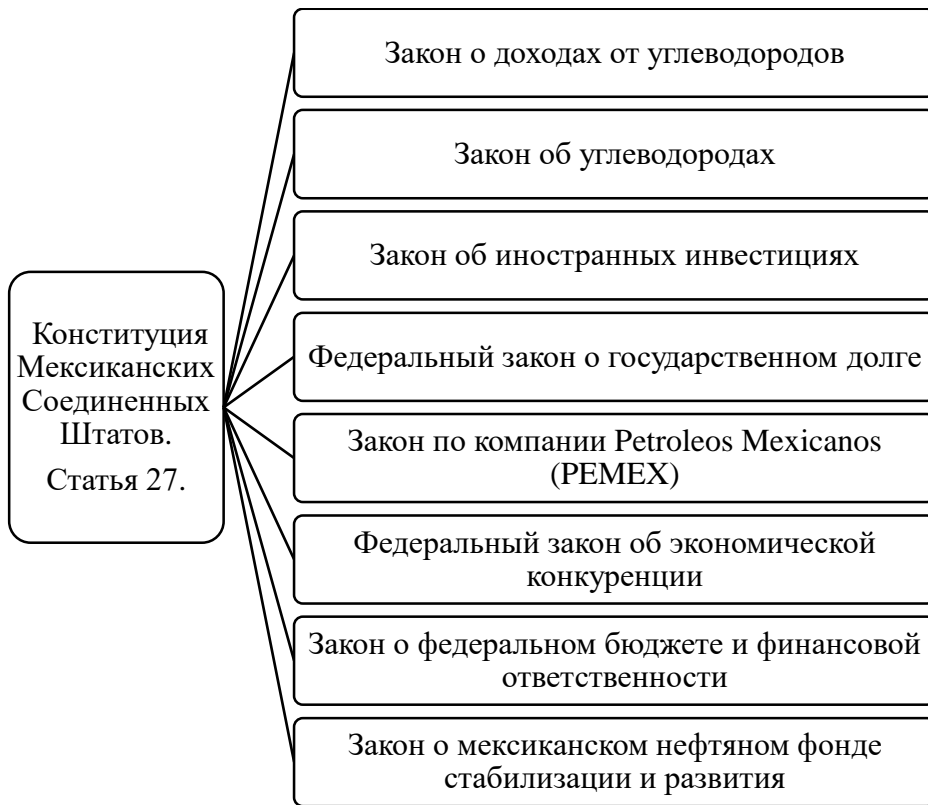 Конституция
Мексиканских
Соединенных
Штатов.
Статья 27.
Закон о доходах от углеводородов
Закон об углеводородах
Закон об иностранных инвестициях
Федеральный закон о государственном долге
Закон по компании Petroleos Mexicanos
(PEMEX)
Федеральный закон об экономической
конкуренции
Закон о федеральном бюджете и финансовой
ответственности
Закон о мексиканском нефтяном фонде
стабилизации и развития